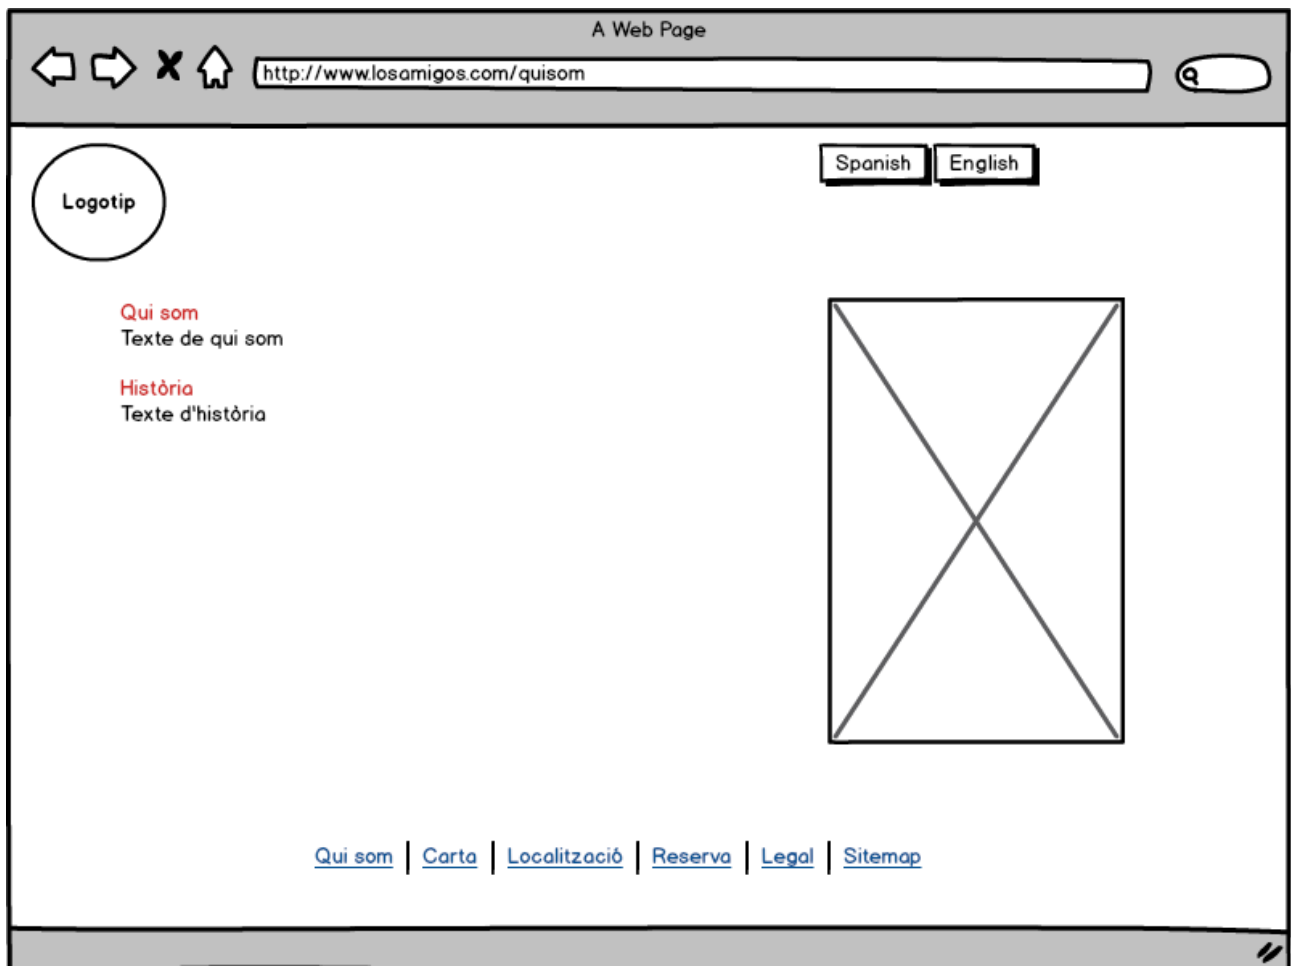 A Web Page
http://www.losamigos.com/quisom
Spanish English
Logotip
Qui som
Texte de qui som
Història
Texte d'història
Qui som | Carta | Localització | Reserva | Legal | Sitemap